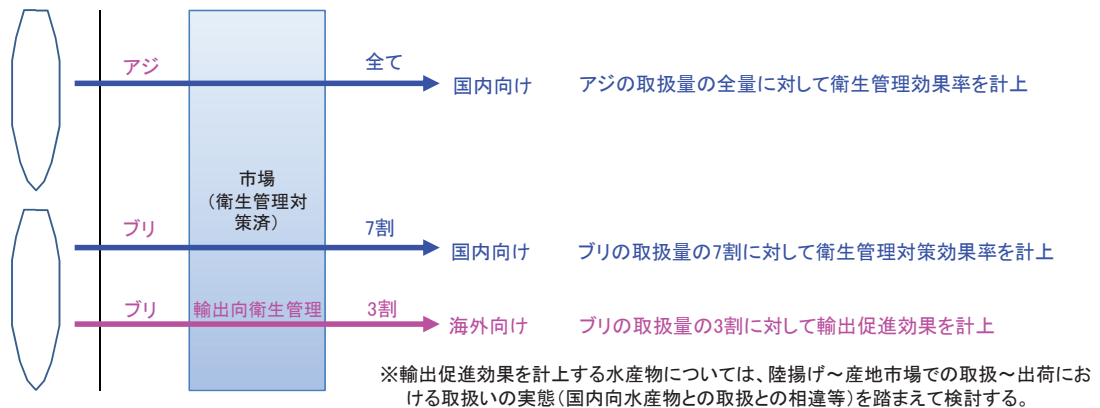 アジ
全て
国内向け
アジの取扱量の全量に対して衛生管理効果率を計上
市場
（衛生管理対
策済）
ブリ
7割
国内向け
ブリの取扱量の7割に対して衛生管理対策効果率を計上
ブリ
輸出向衛生管理
3割
海外向け
ブリの取扱量の3割に対して輸出促進効果を計上
※輸出促進効果を計上する水産物については、陸揚げ～産地市場での取扱～出荷にお
ける取扱いの実態（国内向水産物との取扱との相違等）を踏まえて検討する。